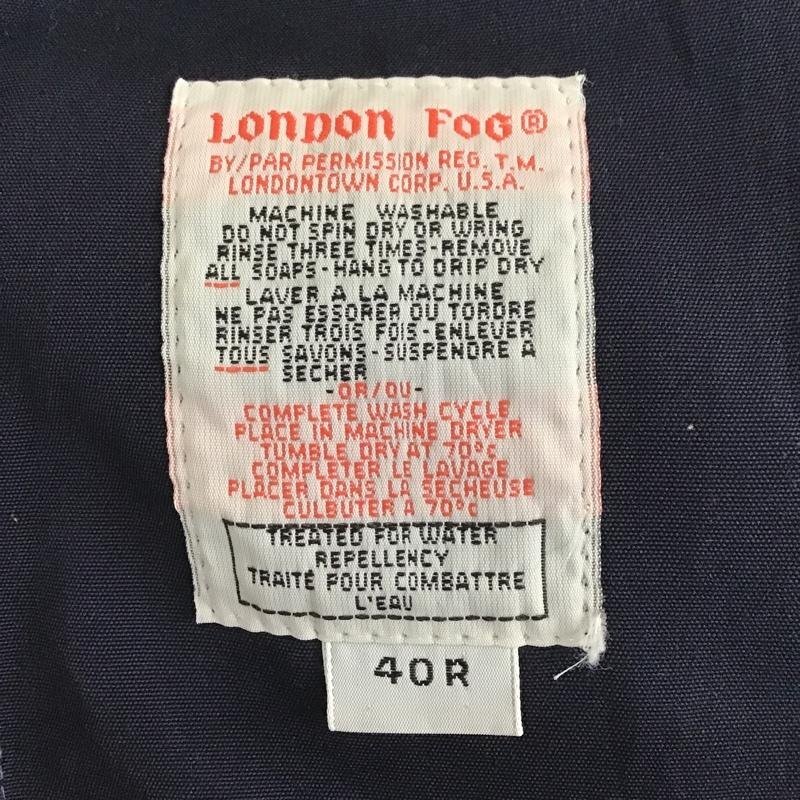 LONDON FOG®
BY/PAR PERMISSION REG. T.M.
LONDONTOWN CORP. U.S.A.
MACHINE WASHABLE
DO NOT SPIN DRY OR WRING
RINSE THREE TIMES-REMOVE
ALL SOAPS-HANG TO DRIP DRY
LAVER A LA MACHINE
NE PAS ESSORER OU TORDRE
RINSER TROIS FOIS-ENLEVER
TOUS SAVONS-SUSPENDRE A
SECHER
-OR/OU-
COMPLETE WASH CYCLE
PLACE IN MACHINE DRYER
TUMBLE DRY AT 70°c
COMPLETER LE LAVAGE
PLACER DANS LA SECHEUSE
CULBUTER A 70°c
TREATED FOR WATER
REPELLENCY
TRAITÉ POUR COMBATTRE
L'EAU
40R